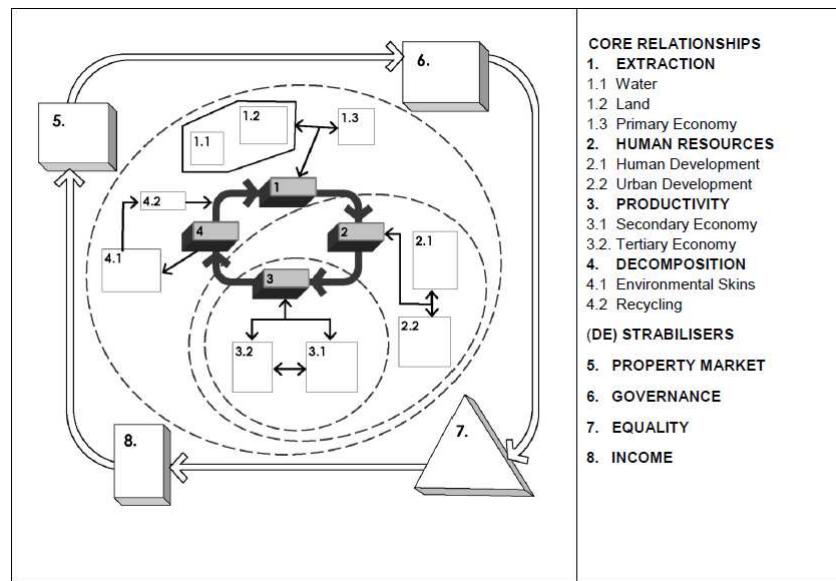 6.
5.
1.2
1.3
1.1
1
4.2
2.1
4
2
4.1
3
2.2
3.2
3.1
7.
8.
CORE RELATIONSHIPS
1. EXTRACTION
1.1 Water
1.2 Land
1.3 Primary Economy
2. HUMAN RESOURCES
2.1 Human Development
2.2 Urban Development
3. PRODUCTIVITY
3.1 Secondary Economy
3.2. Tertiary Economy
4. DECOMPOSITION
4.1 Environmental Skins
4.2 Recycling
(DE) STRABILISERS
5. PROPERTY MARKET
6. GOVERNANCE
7. EQUALITY
8. INCOME